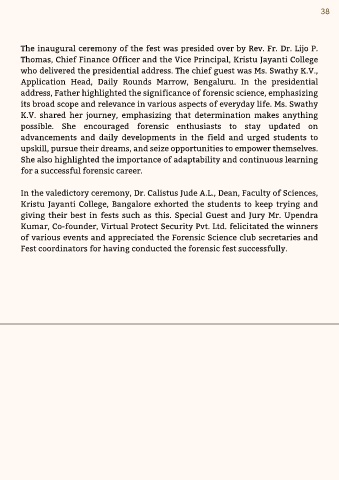 38
The inaugural ceremony of the fest was presided over by Rev. Fr. Dr. Lijo P.
Thomas, Chief Finance Officer and the Vice Principal, Kristu Jayanti College
who delivered the presidential address. The chief guest was Ms. Swathy K.V.,
Application Head, Daily Rounds Marrow, Bengaluru. In the presidential
address, Father highlighted the significance of forensic science, emphasizing
its broad scope and relevance in various aspects of everyday life. Ms. Swathy
K.V. shared her journey, emphasizing that determination makes anything
possible. She encouraged forensic enthusiasts to stay updated on
advancements and daily developments in the field and urged students to
upskill, pursue their dreams, and seize opportunities to empower themselves.
She also highlighted the importance of adaptability and continuous learning
for a successful forensic career.
In the valedictory ceremony, Dr. Calistus Jude A.L., Dean, Faculty of Sciences,
Kristu Jayanti College, Bangalore exhorted the students to keep trying and
giving their best in fests such as this. Special Guest and Jury Mr. Upendra
Kumar, Co-founder, Virtual Protect Security Pvt. Ltd. felicitated the winners
of various events and appreciated the Forensic Science club secretaries and
Fest coordinators for having conducted the forensic fest successfully.